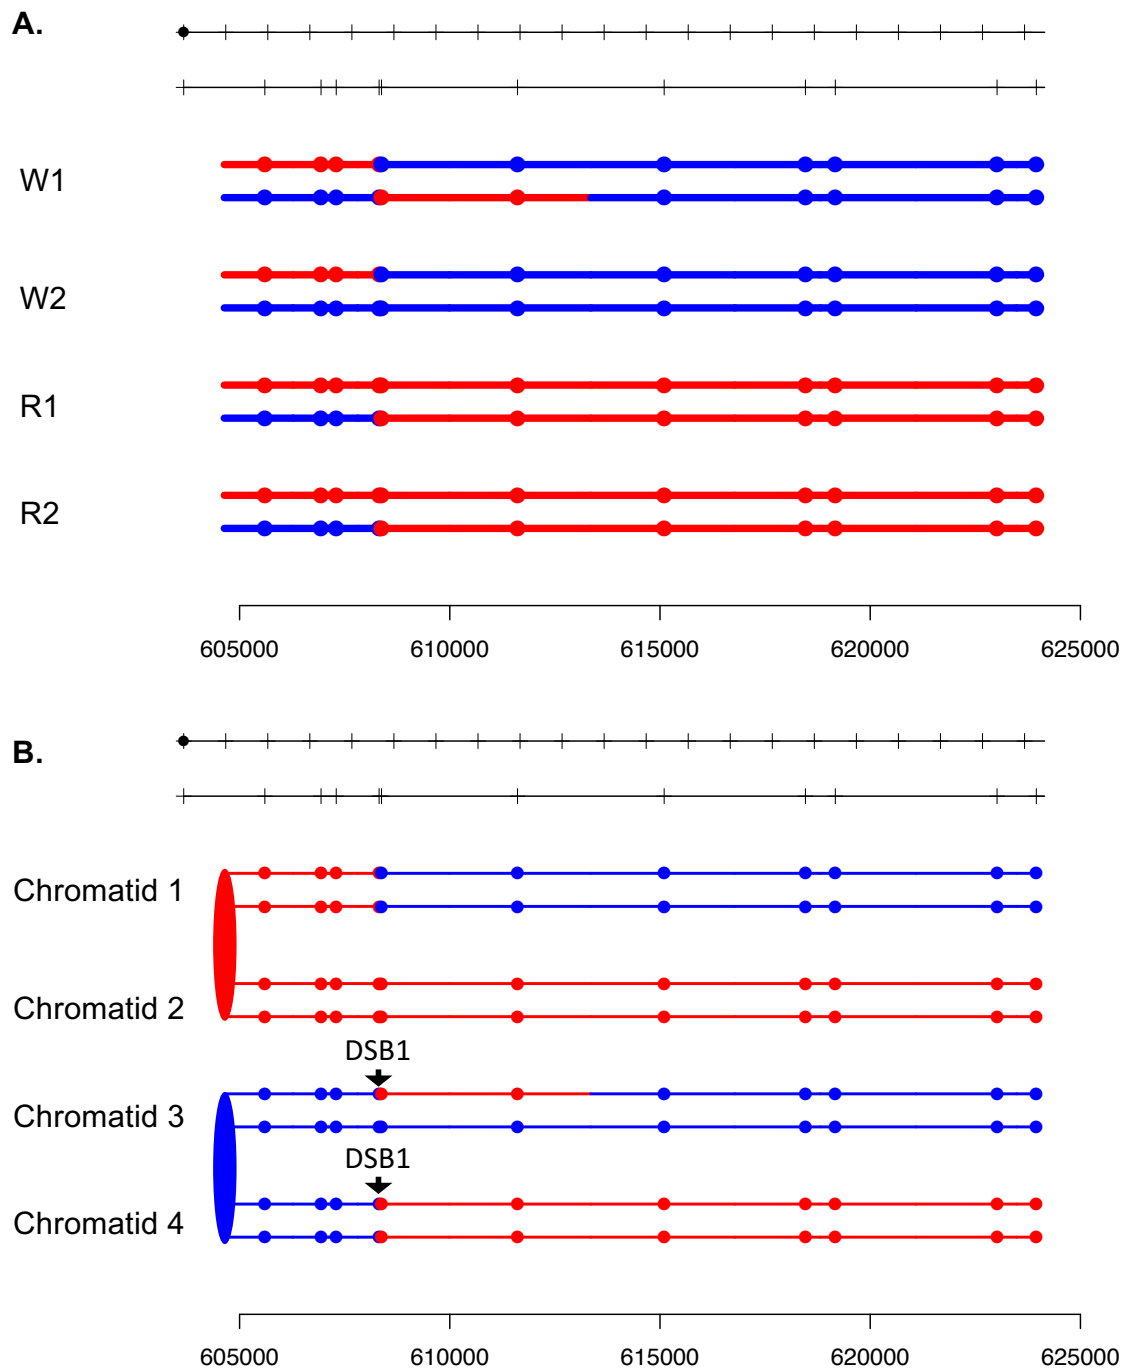 A.
W1
W2
R1
R2
605000 610000 615000 620000 625000
B.
Chromatid 1
Chromatid 2
DSB1
Chromatid 3
DSB1
Chromatid 4
605000 610000 615000 620000 625000